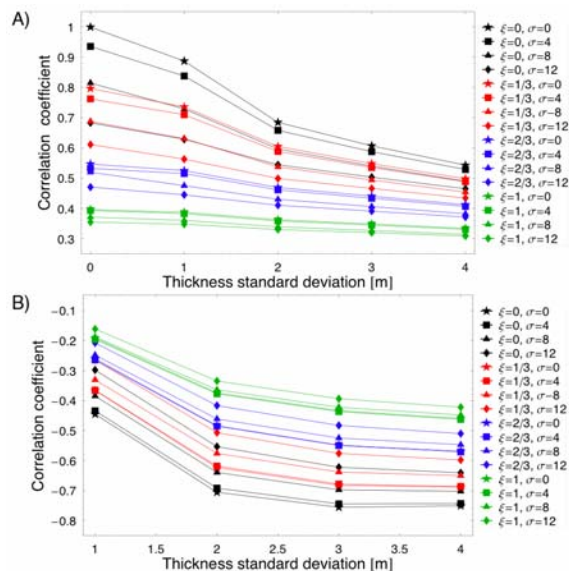 A)
Correlation coefficient
1
0.9
0.8
0.7
0.6
0.5
0.4
0.3
0
1
2
3
4
Thickness standard deviation [m]
ξ=0, σ=0
ξ=0, σ=4
ξ=0, σ=8
ξ=0, σ=12
ξ=1/3, σ=0
ξ=1/3, σ=4
ξ=1/3, σ-8
ξ=1/3, σ=12
ξ=2/3, σ=0
ξ=2/3, σ=4
ξ=2/3, σ=8
ξ=2/3, σ=12
ξ=1, σ=0
ξ=1, σ=4
ξ=1, σ=8
ξ=1, σ=12
B)
Correlation coefficient
−0.1
−0.2
−0.3
−0.4
−0.5
−0.6
−0.7
−0.8
1
1.5
2
2.5
3
3.5
4
Thickness standard deviation [m]
ξ=0, σ=0
ξ=0, σ=4
ξ=0, σ=8
ξ=0, σ=12
ξ=1/3, σ=0
ξ=1/3, σ=4
ξ=1/3, σ-8
ξ=1/3, σ=12
ξ=2/3, σ=0
ξ=2/3, σ=4
ξ=2/3, σ=8
ξ=2/3, σ=12
ξ=1, σ=0
ξ=1, σ=4
ξ=1, σ=8
ξ=1, σ=12